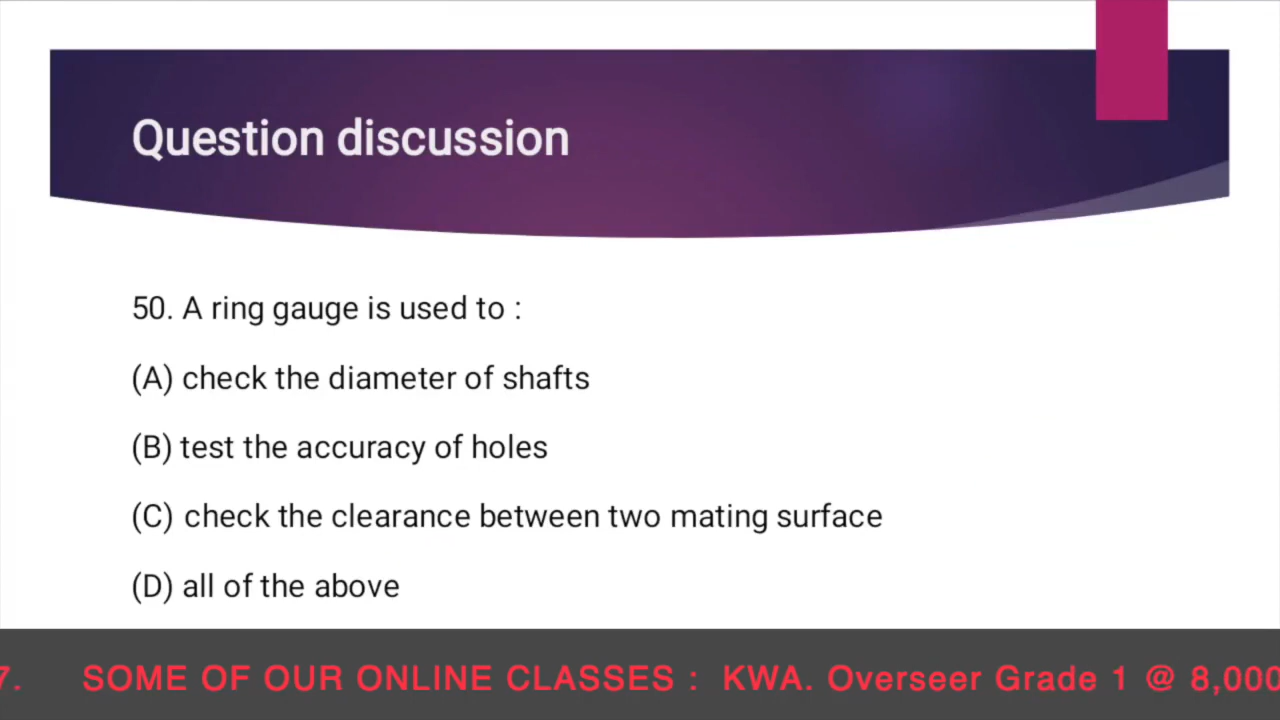 Question discussion
50. A ring gauge is used to :
(A) check the diameter of shafts
(B) test the accuracy of holes
(C) check the clearance between two mating surface
(D) all of the above
7. SOME OF OUR ONLINE CLASSES : KWA. Overseer Grade 1 @ 8,000